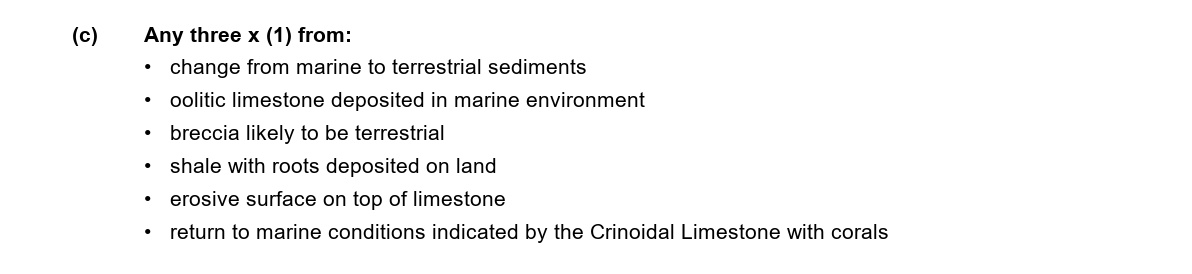 (c) Any three x (1) from:
• change from marine to terrestrial sediments
• oolitic limestone deposited in marine environment
• breccia likely to be terrestrial
• shale with roots deposited on land
• erosive surface on top of limestone
• return to marine conditions indicated by the Crinoidal Limestone with corals